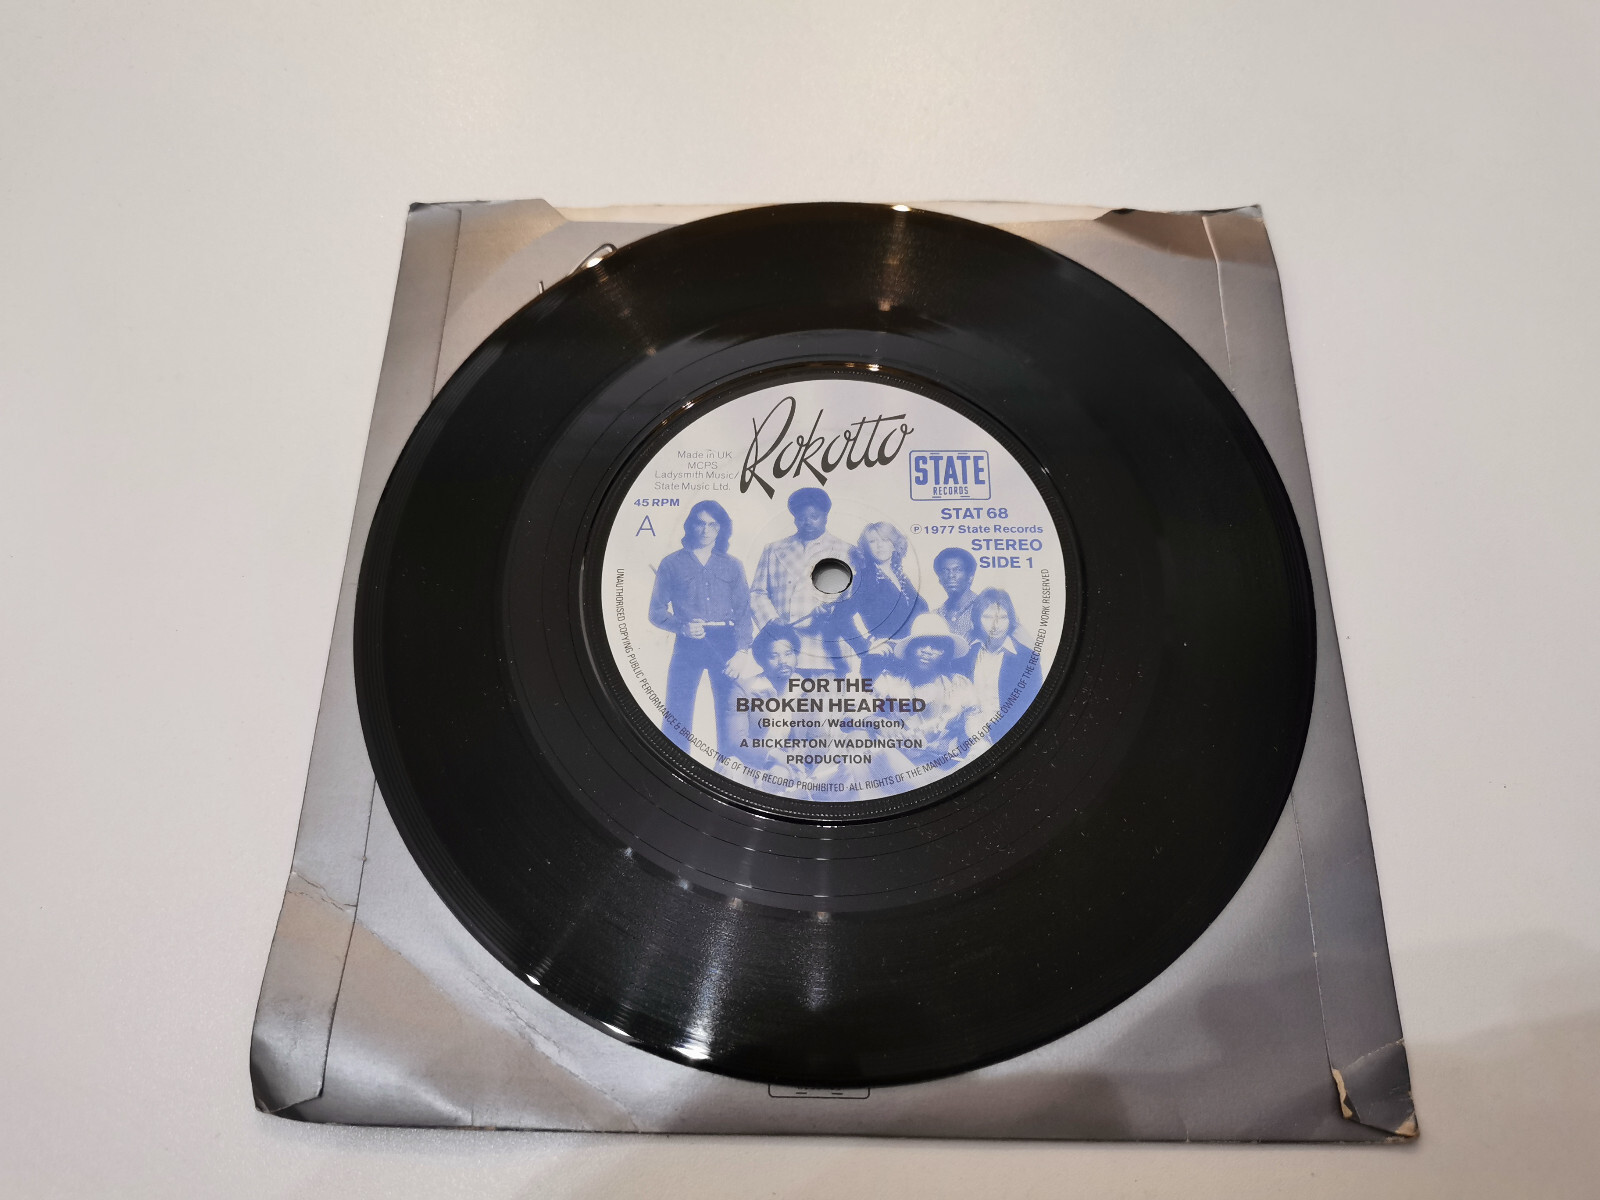 Rokotto
Made in UK
MCPS
Ladysmith Music/
State Music Ltd.
45 RPM
A
STATE
RECORDS
STAT 68
℗ 1977 State Records
STEREO
SIDE 1
FOR THE
BROKEN HEARTED
(Bickerton/Waddington)
A BICKERTON/WADDINGTON
PRODUCTION
UNAUTHORISED COPYING PUBLIC PERFORMANCE & BROADCASTING OF THIS RECORD PROHIBITED-ALL RIGHTS OF THE MANUFACTURER & OF THE OWNER OF THE RECORDED WORK RESERVED